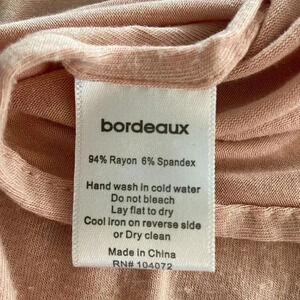 bordeaux
94% Rayon 6% Spandex
Hand wash in cold water
Do not bleach
Lay flat to dry
Cool iron on reverse side
or Dry clean
Made in China
RN# 104072